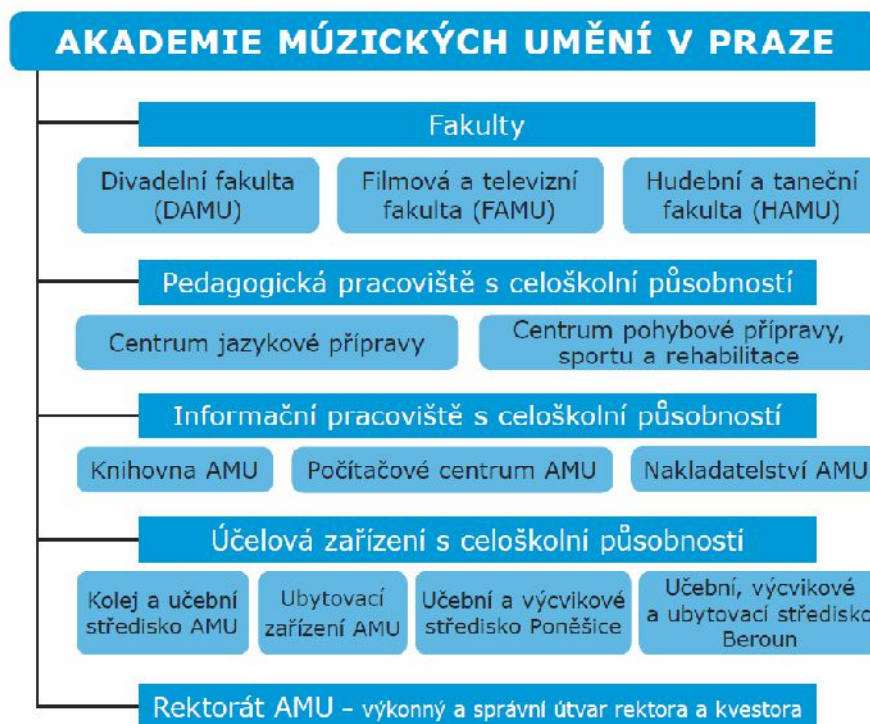 AKADEMIE MÚZICKÝCH UMĚNÍ V PRAZE
Fakulty
Divadelní fakulta
(DAMU)
Filmová a televizní
fakulta (FAMU)
Hudební a taneční
fakulta (HAMU)
Pedagogická pracoviště s celoškolní působností
Centrum jazykové přípravy
Centrum pohybové přípravy,
sportu a rehabilitace
Informační pracoviště s celoškolní působností
Knihovna AMU
Počítačové centrum AMU
Nakladatelství AMU
Účelová zařízení s celoškolní působností
Kolej a učební
středisko AMU
Ubytovací
zařízení AMU
Učební a výcvikové
středisko Poněšice
Učební, výcvikové
a ubytovací středisko
Beroun
Rektorát AMU – výkonný a správní útvar rektora a kvestora